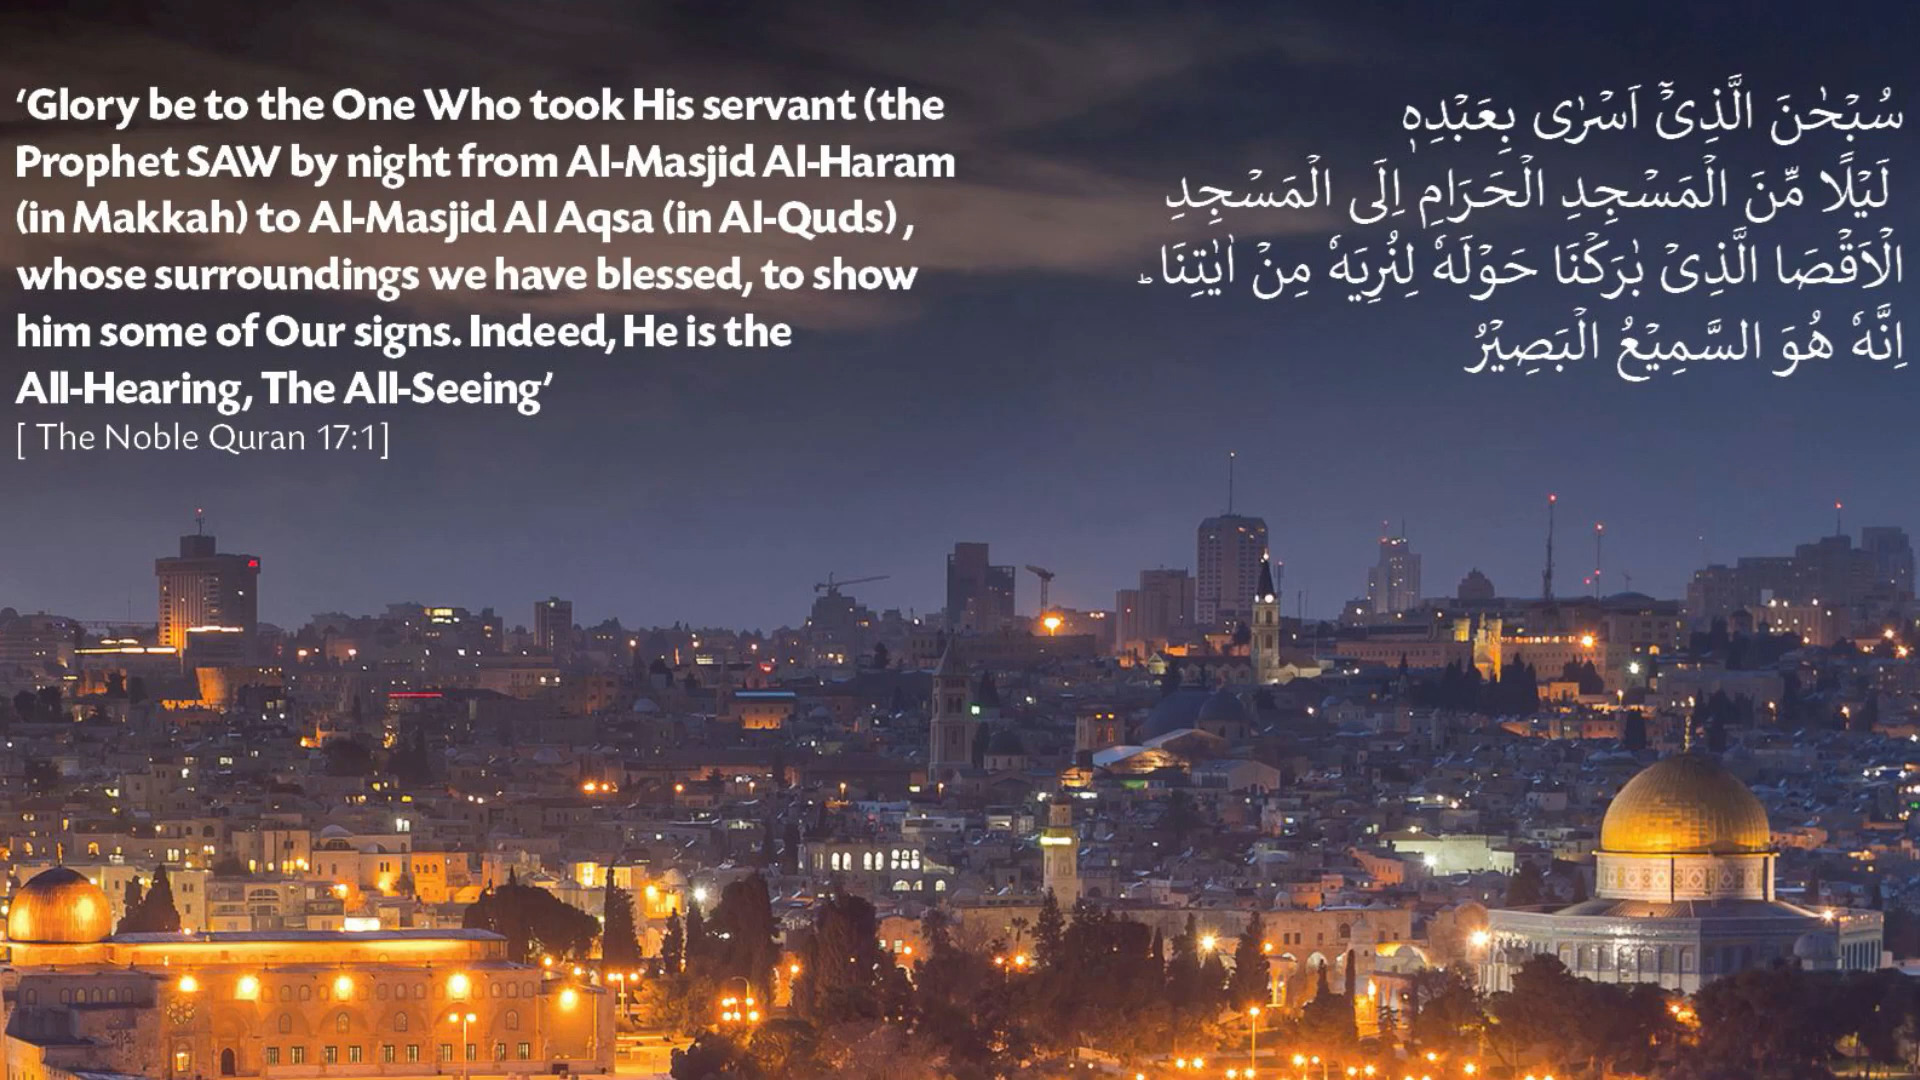 ‘Glory be to the One Who took His servant (the
Prophet SAW by night from Al-Masjid Al-Haram
(in Makkah) to Al-Masjid Al Aqsa (in Al-Quds) ,
whose surroundings we have blessed, to show
him some of Our signs. Indeed, He is the
All-Hearing, The All-Seeing’
[ The Noble Quran 17:1]
سُبْحٰنَ الَّذِىْٓ اَسْرٰى بِعَبْدِهٖ
لَيْلًا مِّنَ الْمَسْجِدِ الْحَرَامِ اِلَى الْمَسْجِدِ
الْاَقْصَا الَّذِىْ بٰرَكْنَا حَوْلَهٗ لِنُرِيَهٗ مِنْ اٰيٰتِنَا ؕ
اِنَّهٗ هُوَ السَّمِيْعُ الْبَصِيْرُ